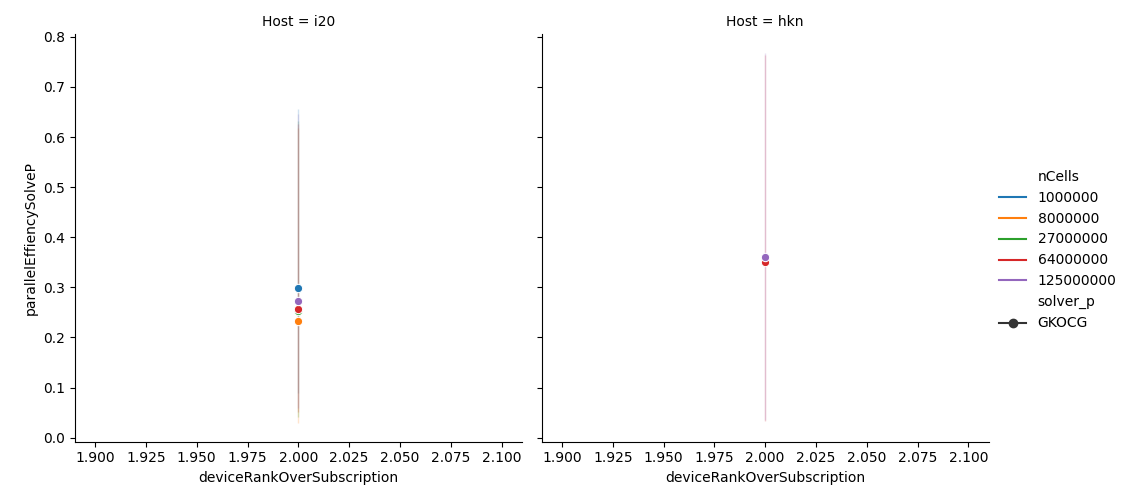 Host = i20
Host = hkn
0.8
0.7
0.6
0.5
0.4
0.3
0.2
0.1
0.0
parallelEffiencySolveP
1.900 1.925 1.950 1.975 2.000 2.025 2.050 2.075 2.100
deviceRankOverSubscription
1.900 1.925 1.950 1.975 2.000 2.025 2.050 2.075 2.100
deviceRankOverSubscription
nCells
1000000
8000000
27000000
64000000
125000000
solver_p
GKOCG